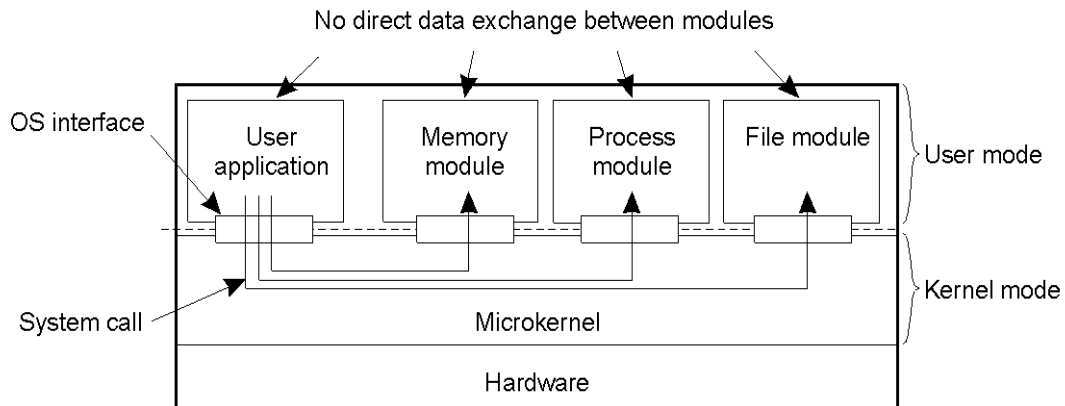 No direct data exchange between modules
OS interface
User
application
Memory
module
Process
module
File module
User mode
Kernel mode
System call
Microkernel
Hardware